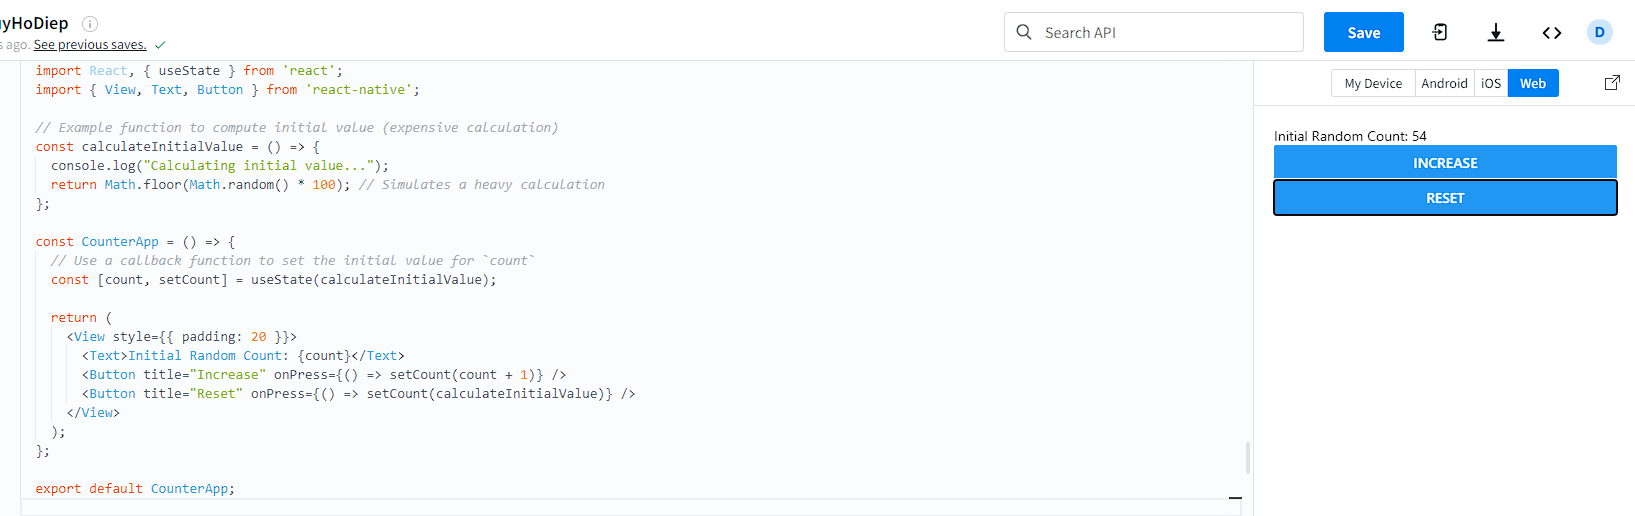 yHoDiep
s ago. See previous saves.
Search API
Save
D
import React, { useState } from 'react';
import { View, Text, Button } from 'react-native';
// Example function to compute initial value (expensive calculation)
const calculateInitialValue = () => {
console.log("Calculating initial value...");
return Math.floor(Math.random() * 100); // Simulates a heavy calculation
};
const CounterApp = () => {
// Use a callback function to set the initial value for `count`
const [count, setCount] = useState(calculateInitialValue);
return (
<View style={{ padding: 20 }}>
<Text>Initial Random Count: {count}</Text>
<Button title="Increase" onPress={() => setCount(count + 1)} />
<Button title="Reset" onPress={() => setCount(calculateInitialValue)} />
</View>
);
};
export default CounterApp;
My Device Android iOS Web
Initial Random Count: 54
INCREASE
RESET